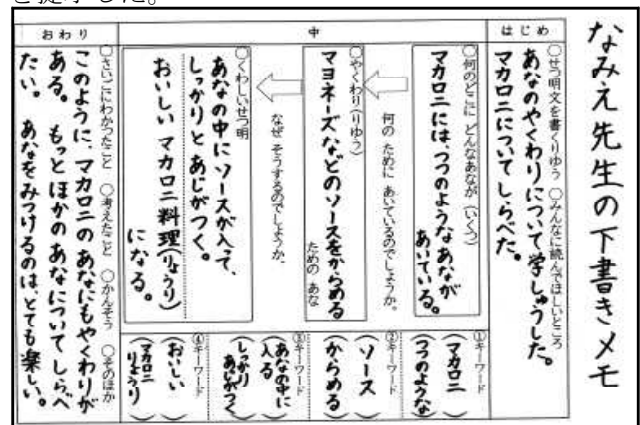 を提示した。
なみえ先生の下書きメモ
はじめ
○せつ明文を書くりゆう ○みんなに読んでほしいところ
あなのやくわりについて学しゅうした。
マカロニについてしらべた。
中
○何のどこに どんなあなが(いくつ)
マカロニには、つつのようなあなが
あいている。
何の ために あいているのでしょうか。
○やくわり(りゆう)
マヨネーズなどのソースをからめる
ための あな
なぜ そうするのでしょうか。
○くわしいせつ明
あなの中にソースが入って、
しっかりと あじがつく。
おいしい マカロニ料理(りょうり)
になる。
①キーワード
(マカロニ)
(つつのような)
②キーワード
(ソース)
(からめる)
③キーワード
(あなの中に入る)
(しっかりあじがつく)
④キーワード
(おいしい)
(マカロニりょうり)
おわり
○さいごにわかったこと ○考えたこと ○かんそう ○そのほか
このように、マカロニの あなにもやくわりが
ある。 もっと ほかの あなについて しらべ
たい。 あなをみつけるのは、とても楽しい。